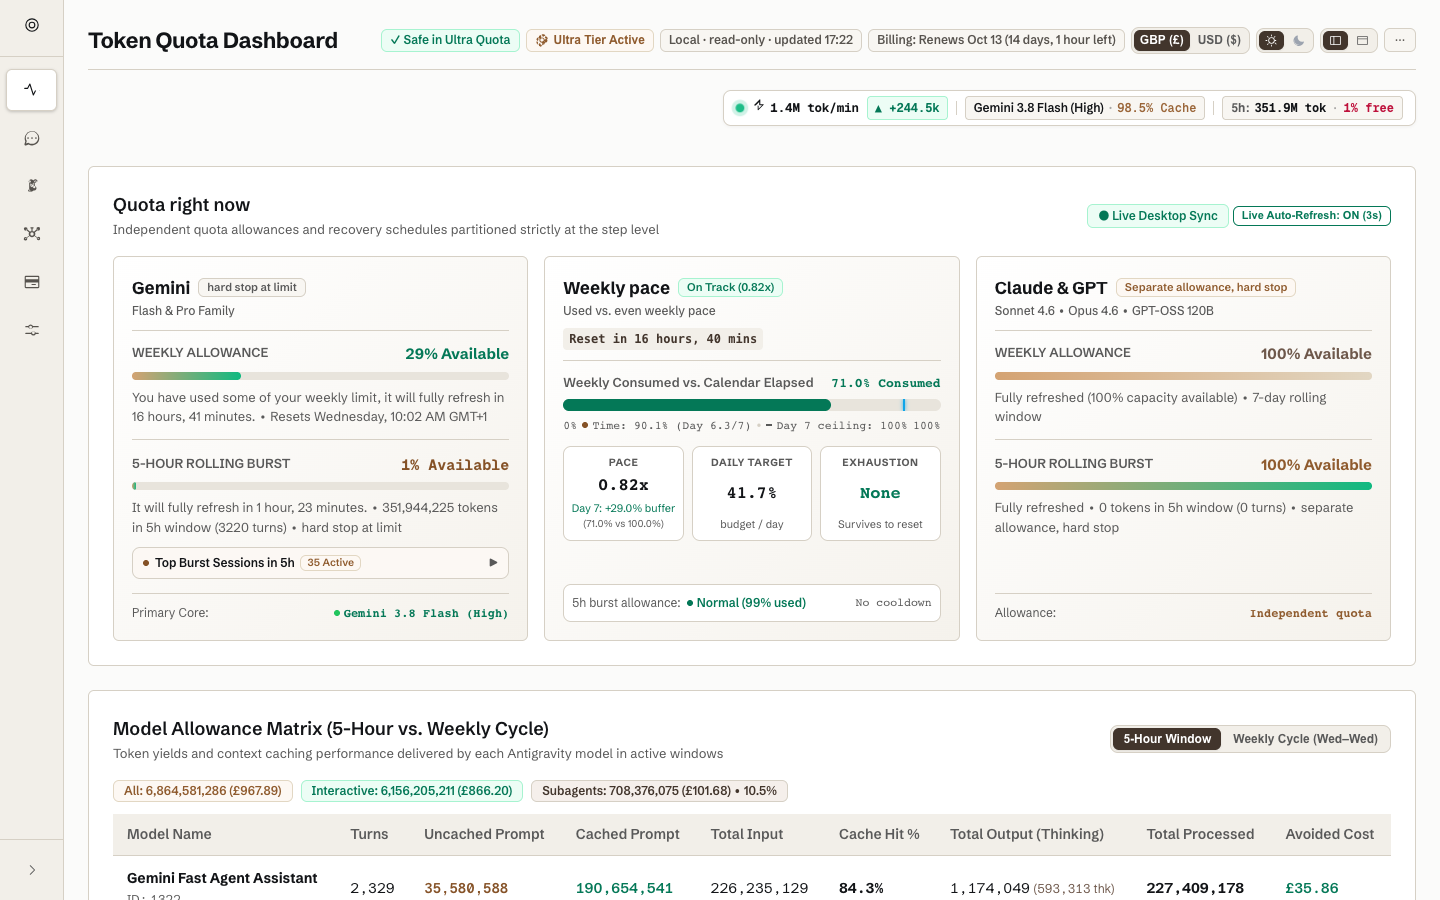 Token Quota Dashboard
✓ Safe in Ultra Quota
Ultra Tier Active
Local · read-only · updated 17:22
Billing: Renews Oct 13 (14 days, 1 hour left)
GBP (£) USD ($)
...
1.4M tok/min ▲ +244.5k
Gemini 3.8 Flash (High) · 98.5% Cache
5h: 351.9M tok · 1% free
Quota right now
Independent quota allowances and recovery schedules partitioned strictly at the step level
● Live Desktop Sync
Live Auto-Refresh: ON (3s)
Gemini hard stop at limit
Flash & Pro Family
WEEKLY ALLOWANCE 29% Available
You have used some of your weekly limit, it will fully refresh in
16 hours, 41 minutes. • Resets Wednesday, 10:02 AM GMT+1
5-HOUR ROLLING BURST 1% Available
It will fully refresh in 1 hour, 23 minutes. • 351,944,225 tokens
in 5h window (3220 turns) • hard stop at limit
● Top Burst Sessions in 5h 35 Active ▶
Primary Core: ● Gemini 3.8 Flash (High)
Weekly pace On Track (0.82x)
Used vs. even weekly pace
Reset in 16 hours, 40 mins
Weekly Consumed vs. Calendar Elapsed 71.0% Consumed
0% ● Time: 90.1% (Day 6.3/7) Day 7 ceiling: 100% 100%
PACE
0.82x
Day 7: +29.0% buffer
(71.0% vs 100.0%)
DAILY TARGET
41.7%
budget / day
EXHAUSTION
None
Survives to reset
5h burst allowance: ● Normal (99% used) No cooldown
Claude & GPT Separate allowance, hard stop
Sonnet 4.6 • Opus 4.6 • GPT-OSS 120B
WEEKLY ALLOWANCE 100% Available
Fully refreshed (100% capacity available) • 7-day rolling
window
5-HOUR ROLLING BURST 100% Available
Fully refreshed • 0 tokens in 5h window (0 turns) • separate
allowance, hard stop
Allowance: Independent quota
Model Allowance Matrix (5-Hour vs. Weekly Cycle)
Token yields and context caching performance delivered by each Antigravity model in active windows
5-Hour Window Weekly Cycle (Wed–Wed)
All: 6,864,581,286 (£967.89)
Interactive: 6,156,205,211 (£866.20)
Subagents: 708,376,075 (£101.68) • 10.5%
Model Name Turns Uncached Prompt Cached Prompt Total Input Cache Hit % Total Output (Thinking) Total Processed Avoided Cost
Gemini Fast Agent Assistant 2,329 35,580,588 190,654,541 226,235,129 84.3% 1,174,049 (593,313 thk) 227,409,178 £35.86
ID: 1322